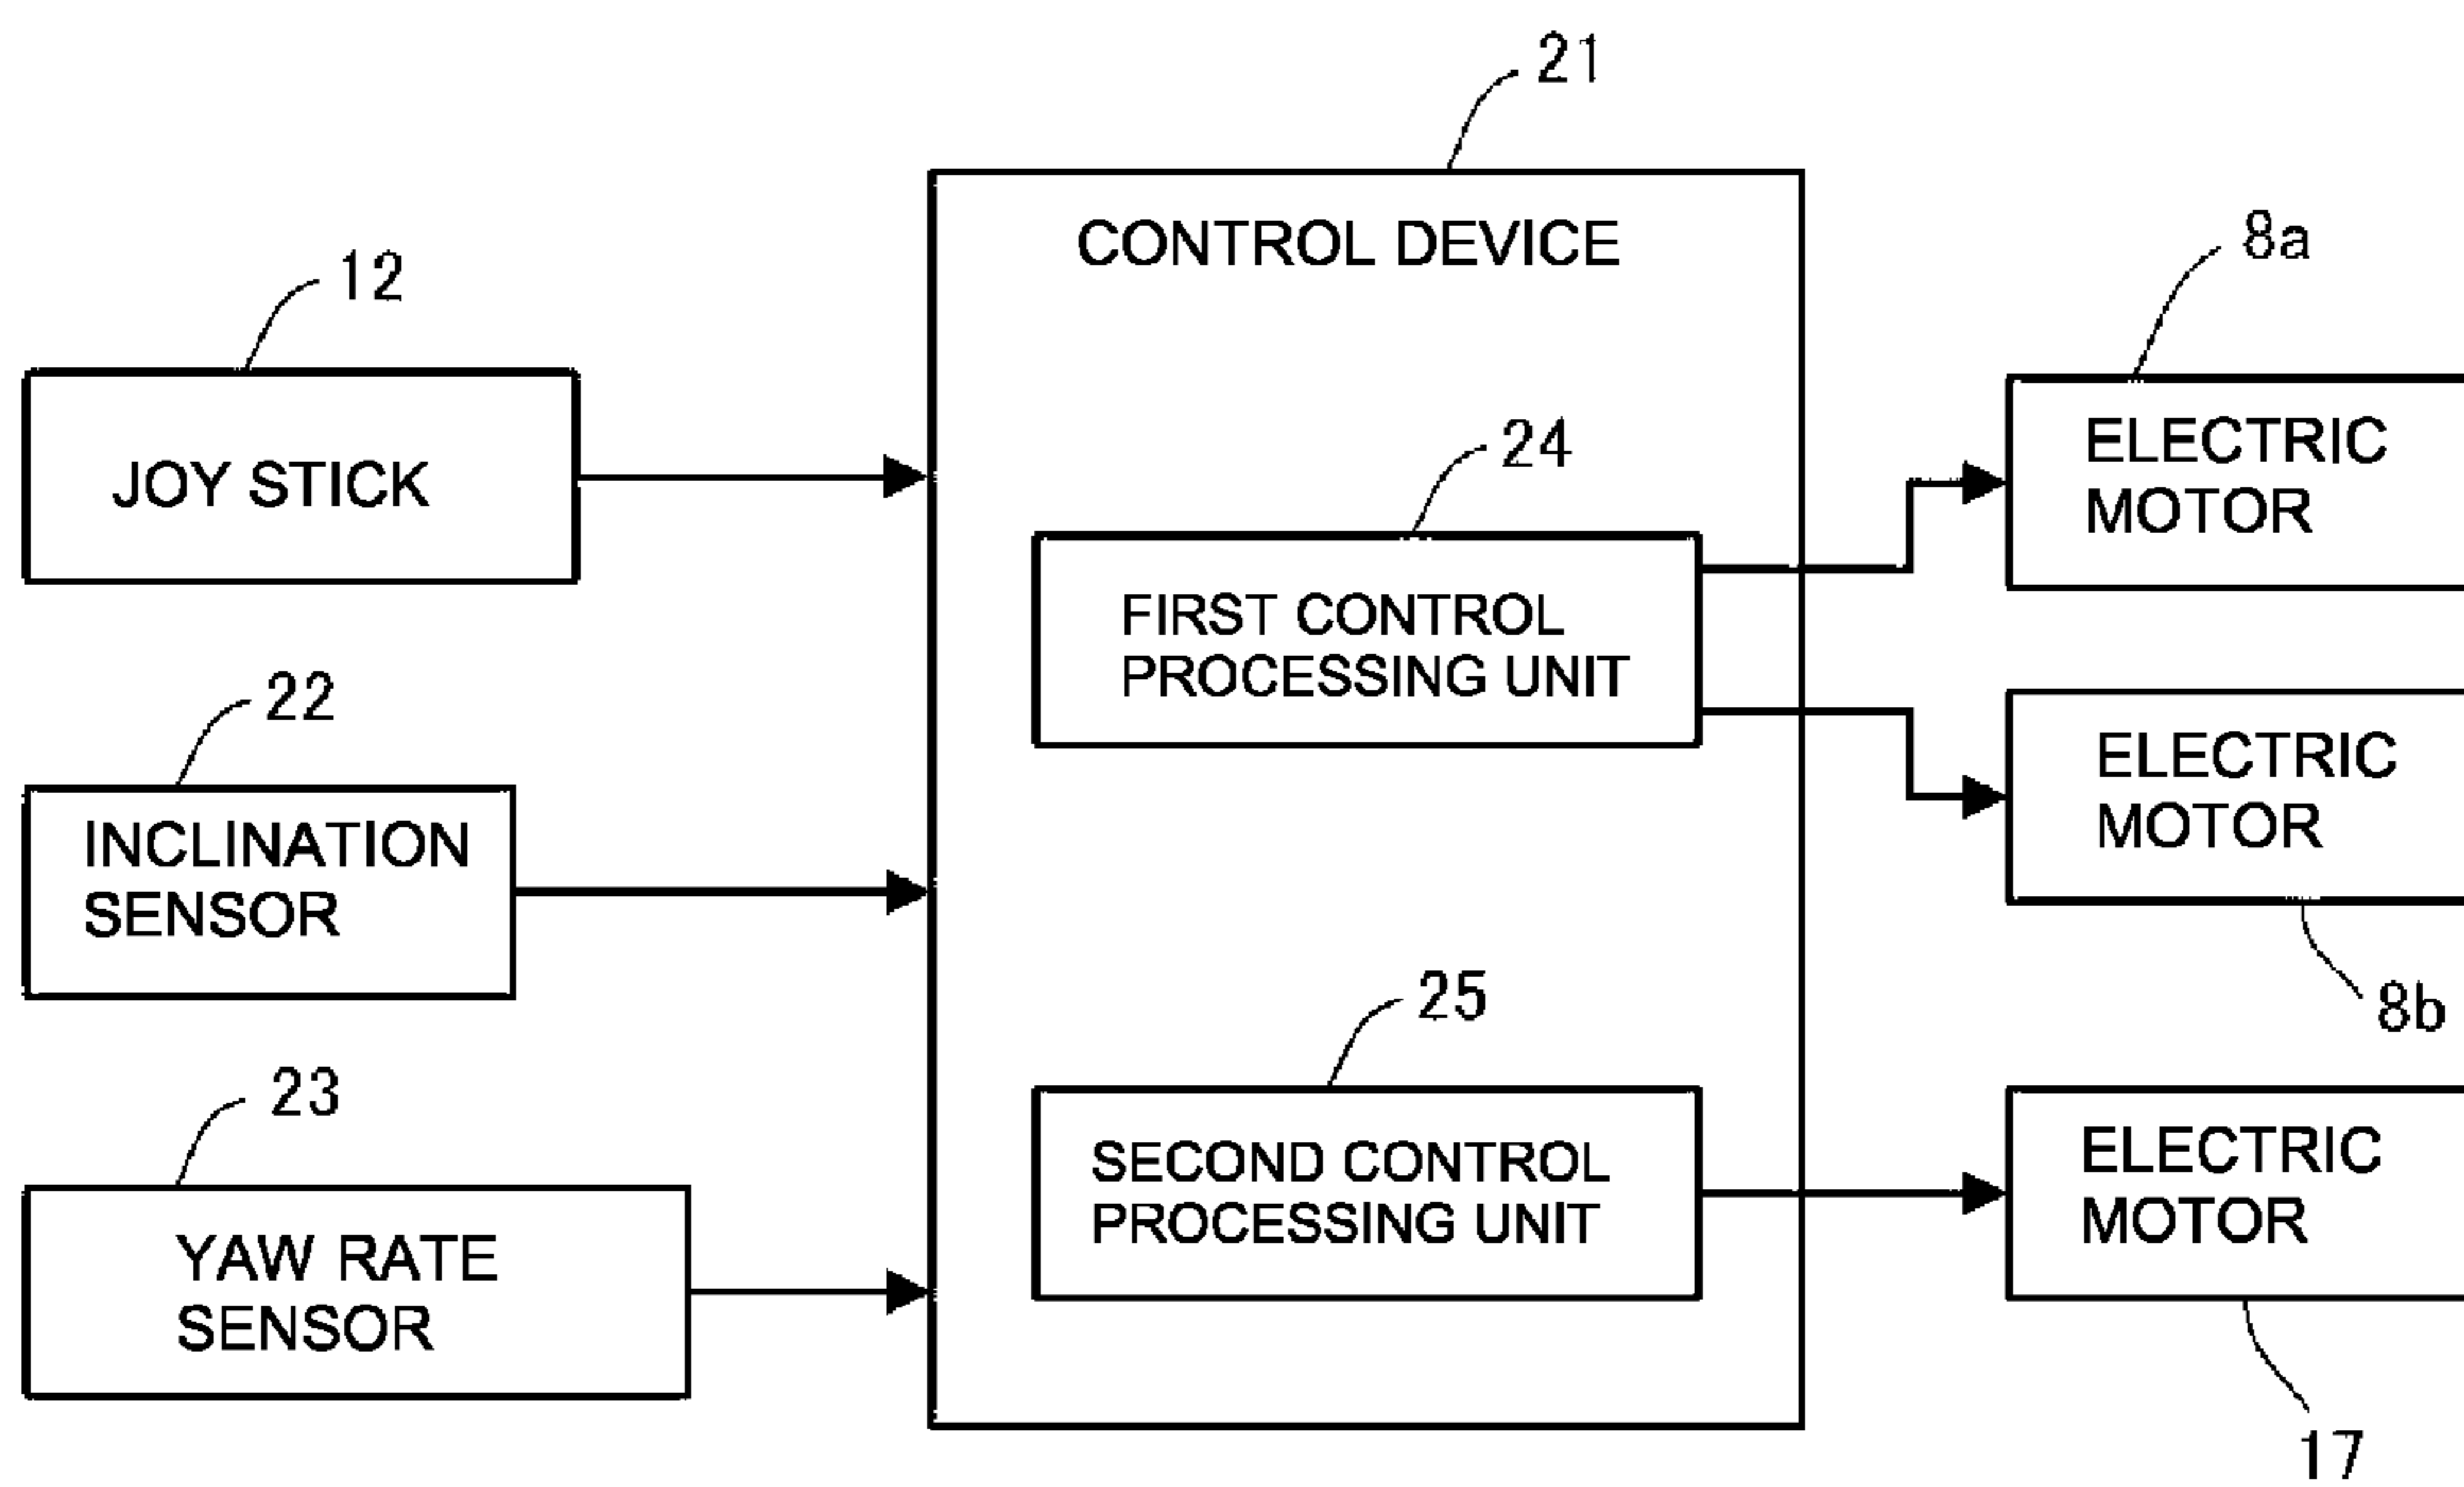 21
CONTROL DEVICE
12
JOY STICK
22
INCLINATION
SENSOR
23
YAW RATE
SENSOR
24
FIRST CONTROL
PROCESSING UNIT
25
SECOND CONTROL
PROCESSING UNIT
8a
ELECTRIC
MOTOR
ELECTRIC
MOTOR
8b
ELECTRIC
MOTOR
17